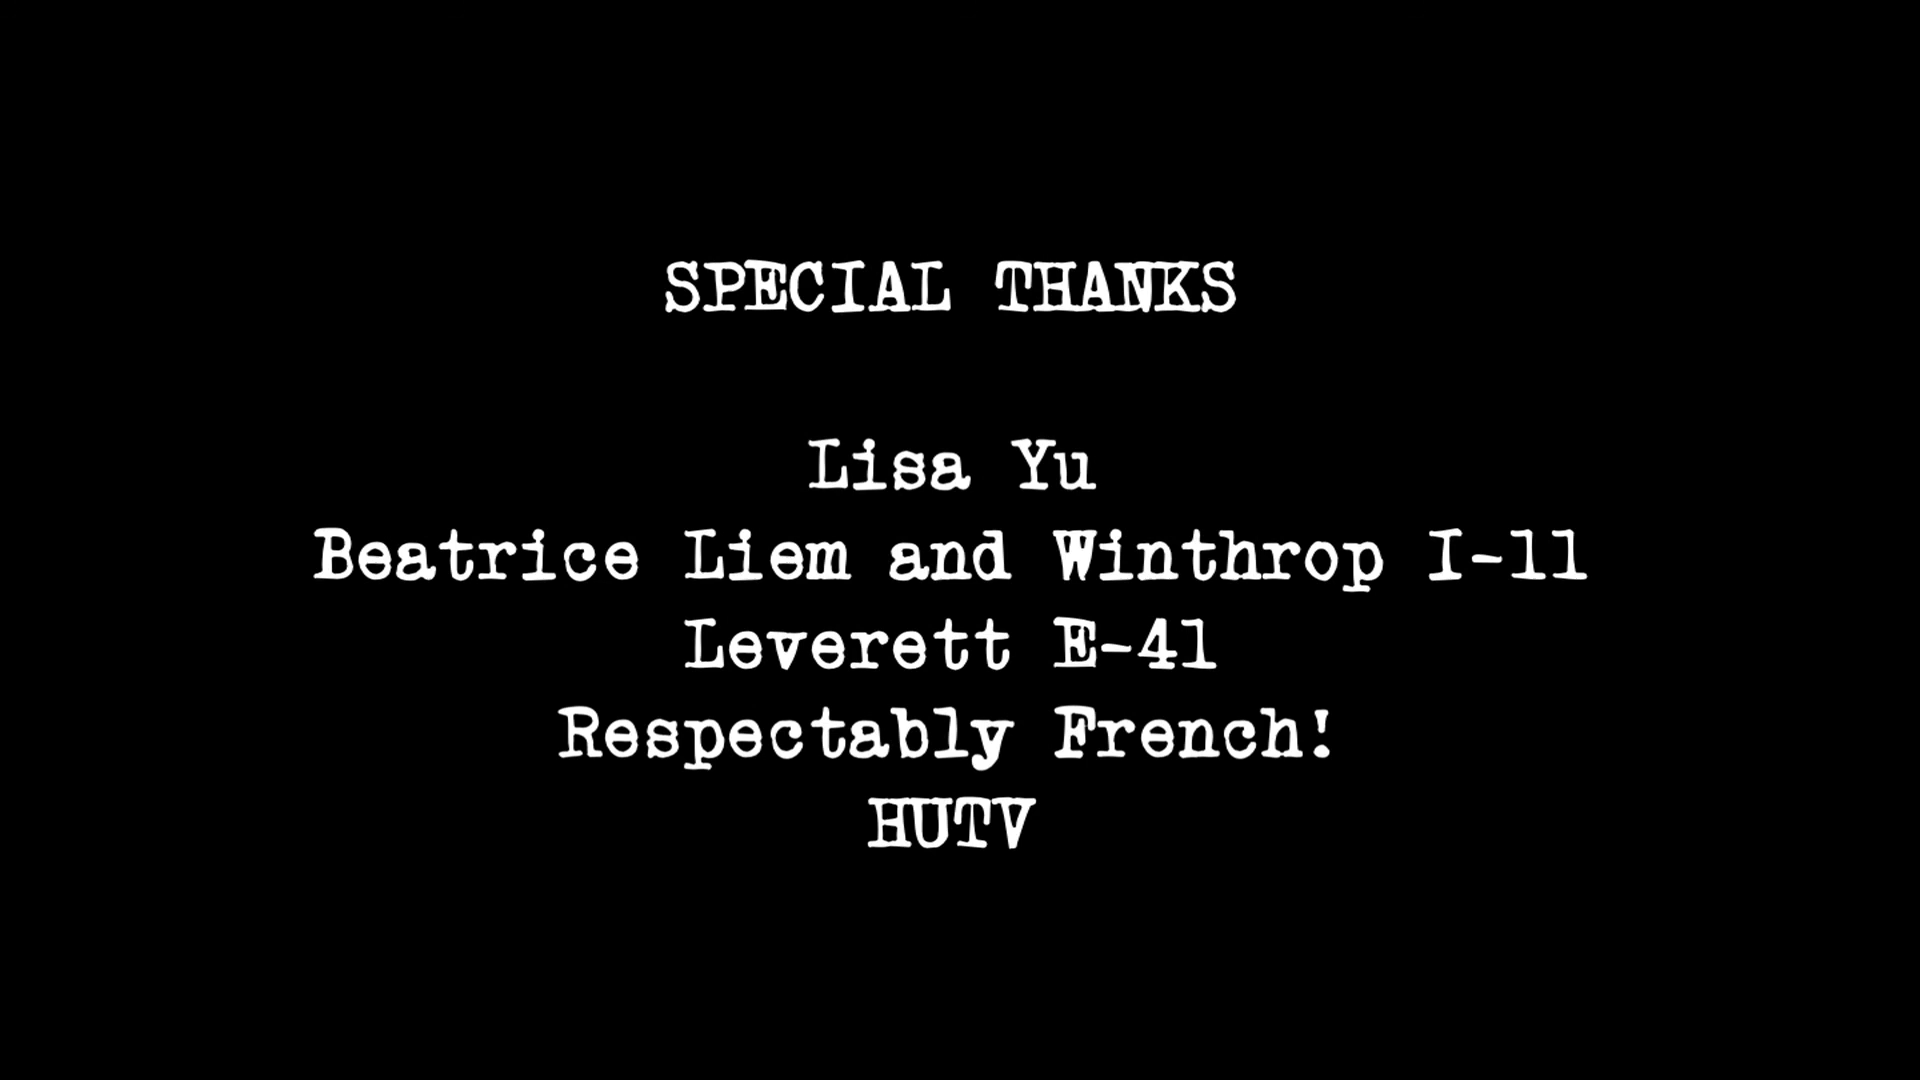 SPECIAL THANKS
Lisa Yu
Beatrice Liem and Winthrop I-11
Leverett E-41
Respectably French!
HUTV